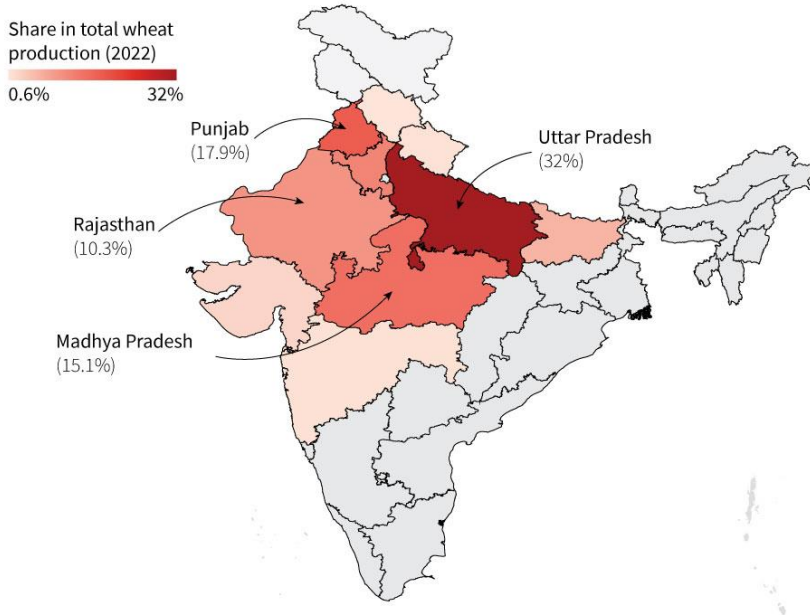 Share in total wheat
production (2022)
0.6% 32%
Punjab
(17.9%)
Uttar Pradesh
(32%)
Rajasthan
(10.3%)
Madhya Pradesh
(15.1%)